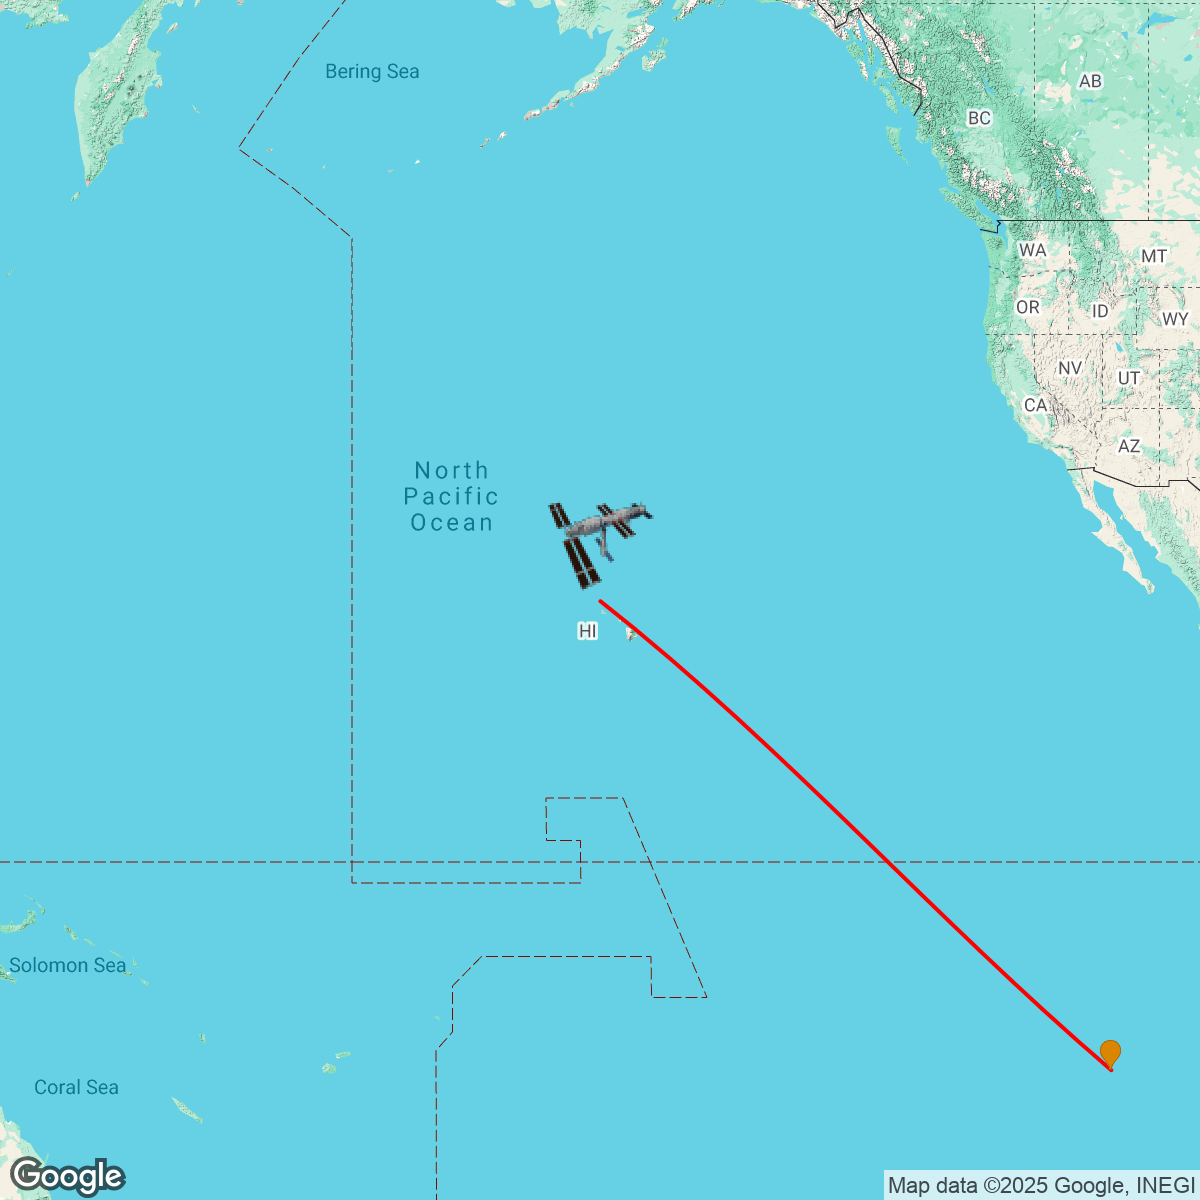 Bering Sea
AB
BC
WA
MT
OR
ID
WY
NV
UT
CA
AZ
North
Pacific
Ocean
HI
Solomon Sea
Coral Sea
Google
Map data ©2025 Google, INEGI